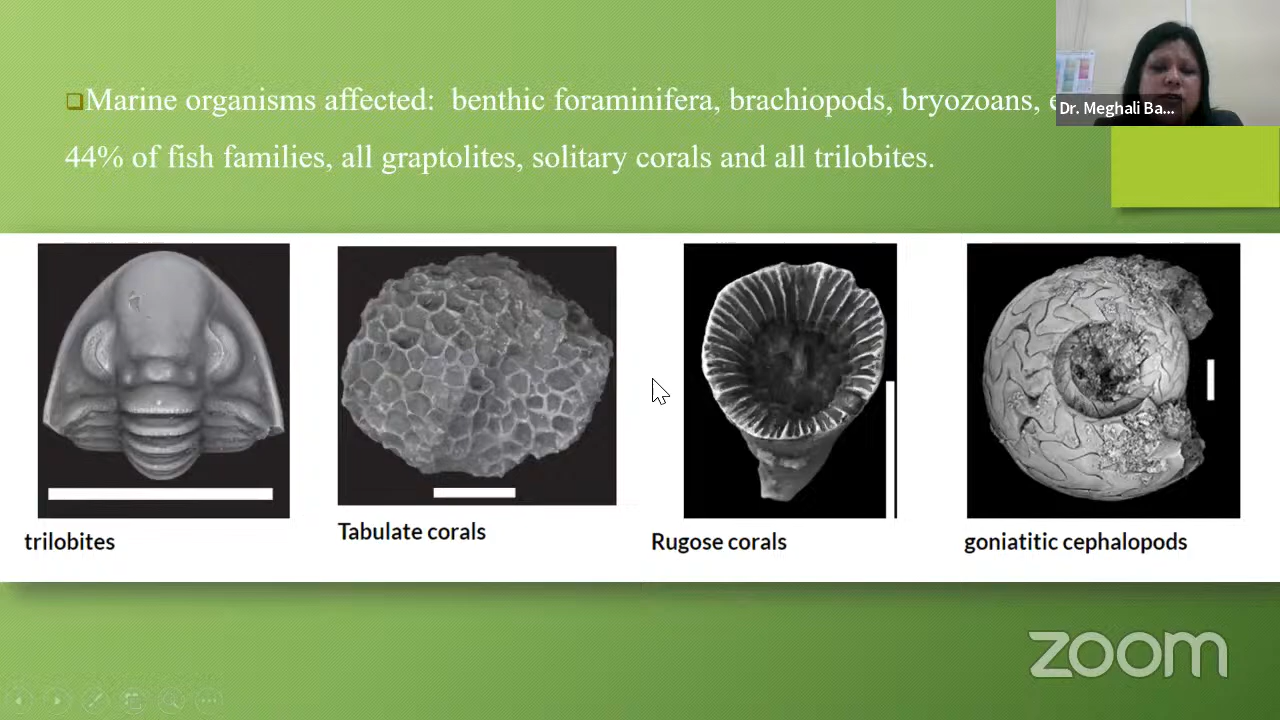 Marine organisms affected: benthic foraminifera, brachiopods, bryozoans,
44% of fish families, all graptolites, solitary corals and all trilobites.
Dr. Meghali Ba...
trilobites
Tabulate corals
Rugose corals
goniatitic cephalopods
zoom